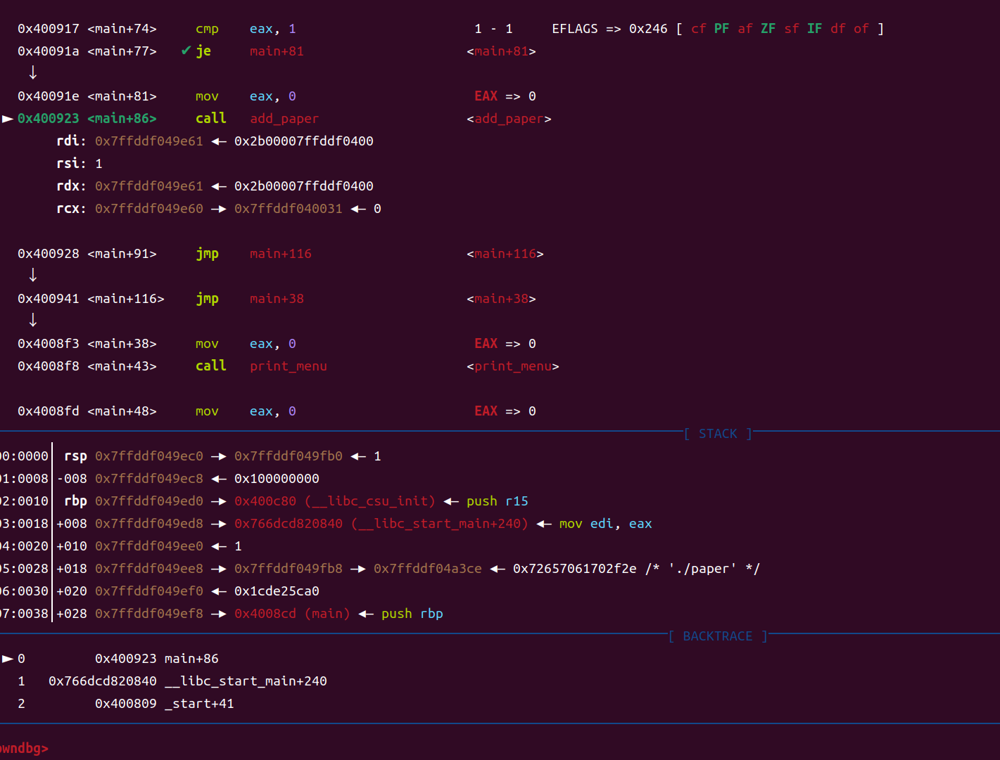 0x400917 <main+74> cmp eax, 1 1 - 1 EFLAGS => 0x246 [ cf PF af ZF sf IF df of ]
0x40091a <main+77> ✔ je main+81 <main+81>
↓
0x40091e <main+81> mov eax, 0 EAX => 0
► 0x400923 <main+86> call add_paper <add_paper>
rdi: 0x7ffddf049e61 ◂— 0x2b00007ffddf0400
rsi: 1
rdx: 0x7ffddf049e61 ◂— 0x2b00007ffddf0400
rcx: 0x7ffddf049e60 —▸ 0x7ffddf040031 ◂— 0
0x400928 <main+91> jmp main+116 <main+116>
↓
0x400941 <main+116> jmp main+38 <main+38>
↓
0x4008f3 <main+38> mov eax, 0 EAX => 0
0x4008f8 <main+43> call print_menu <print_menu>
0x4008fd <main+48> mov eax, 0 EAX => 0
[ STACK ]
00:0000│ rsp 0x7ffddf049ec0 —▸ 0x7ffddf049fb0 ◂— 1
01:0008│-008 0x7ffddf049ec8 ◂— 0x100000000
02:0010│ rbp 0x7ffddf049ed0 —▸ 0x400c80 (__libc_csu_init) ◂— push r15
03:0018│+008 0x7ffddf049ed8 —▸ 0x766dcd820840 (__libc_start_main+240) ◂— mov edi, eax
04:0020│+010 0x7ffddf049ee0 ◂— 1
05:0028│+018 0x7ffddf049ee8 —▸ 0x7ffddf049fb8 —▸ 0x7ffddf04a3ce ◂— 0x72657061702f2e /* './paper' */
06:0030│+020 0x7ffddf049ef0 ◂— 0x1cde25ca0
07:0038│+028 0x7ffddf049ef8 —▸ 0x4008cd (main) ◂— push rbp
[ BACKTRACE ]
► 0 0x400923 main+86
1 0x766dcd820840 __libc_start_main+240
2 0x400809 _start+41
pwndbg>